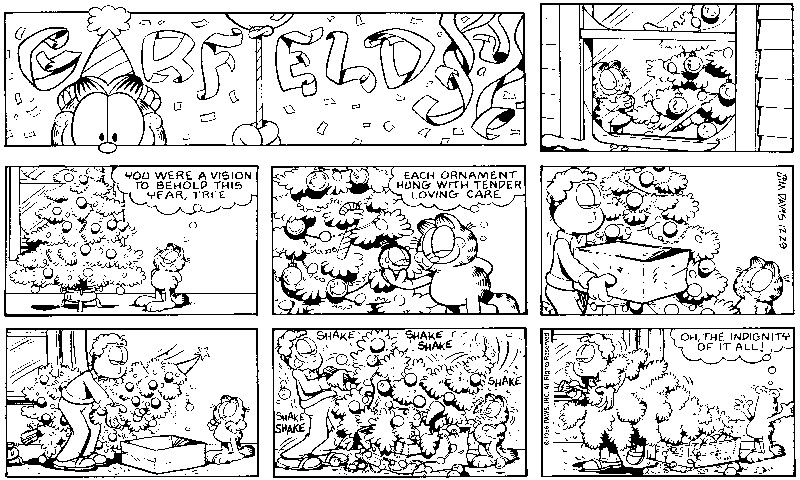 GARFIELD
YOU WERE A VISION
TO BEHOLD THIS
YEAR, TREE
EACH ORNAMENT
HUNG WITH TENDER
LOVING CARE
JIM DAVIS 12-29
SHAKE
SHAKE
SHAKE
SHAKE
SHAKE
SHAKE
OH, THE INDIGNITY
OF IT ALL!